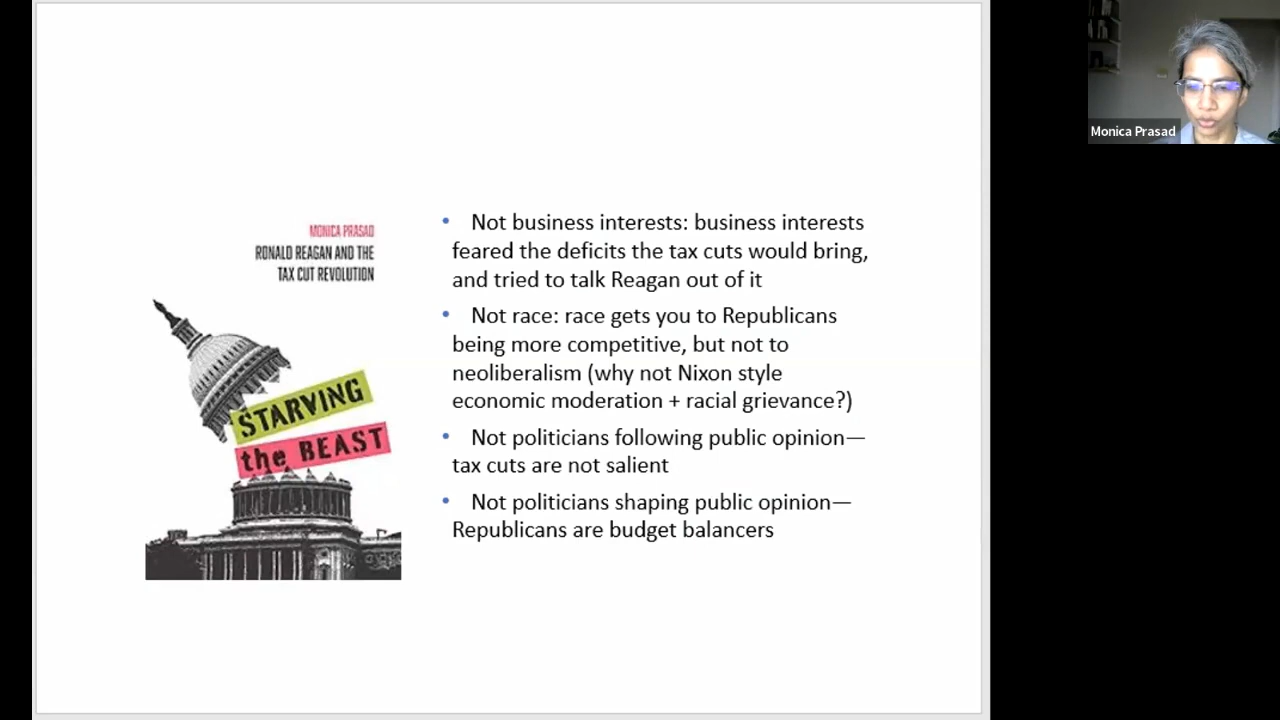 MONICA PRASAD
RONALD REAGAN AND THE
TAX CUT REVOLUTION
STARVING
the BEAST
• Not business interests: business interests
feared the deficits the tax cuts would bring,
and tried to talk Reagan out of it
• Not race: race gets you to Republicans
being more competitive, but not to
neoliberalism (why not Nixon style
economic moderation + racial grievance?)
• Not politicians following public opinion—
tax cuts are not salient
• Not politicians shaping public opinion—
Republicans are budget balancers
Monica Prasad